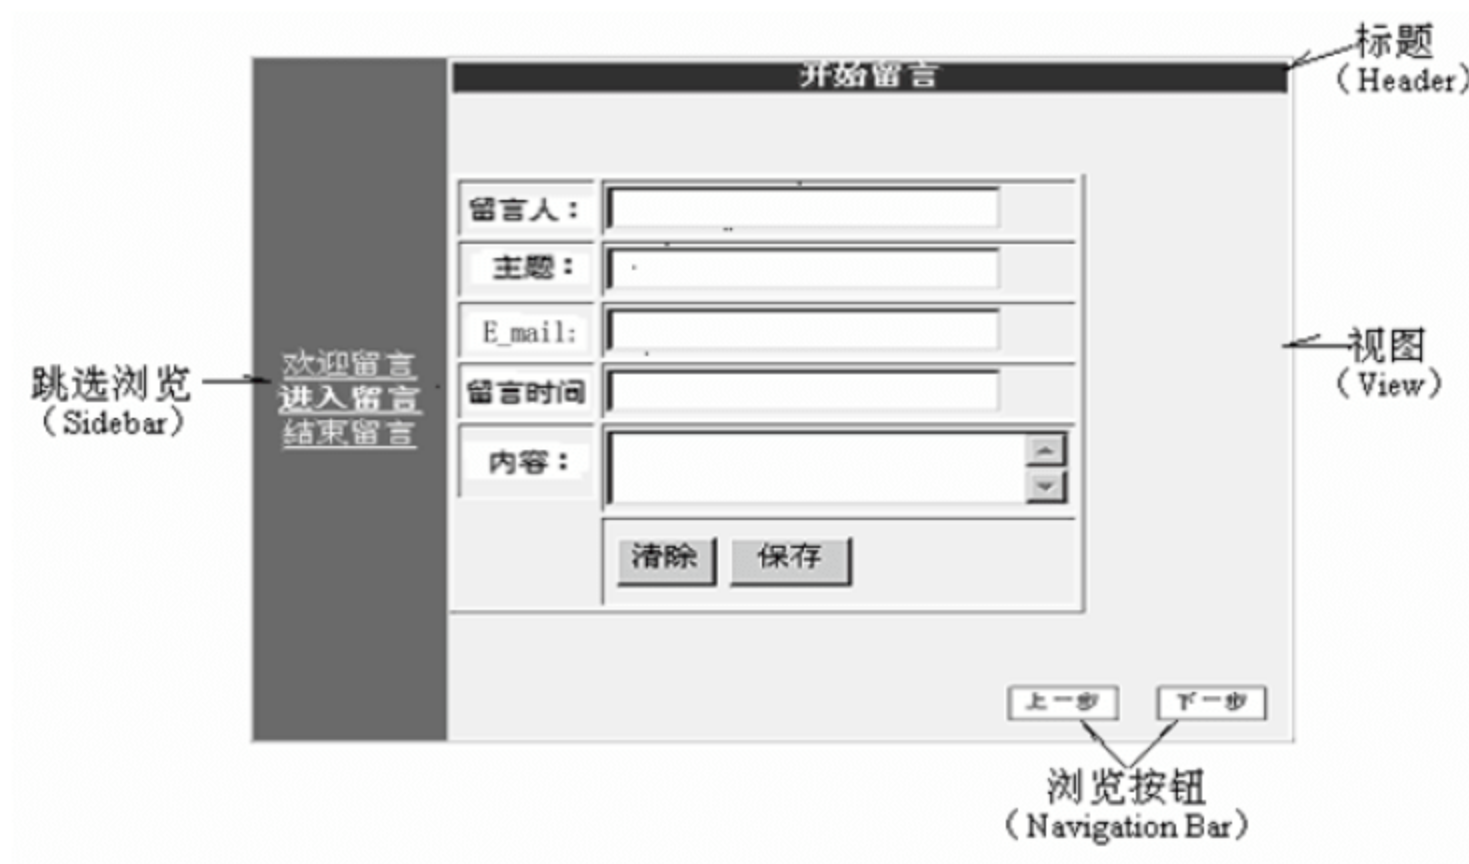 标题
（Header）
开始留言
留言人：
主题：
E_mail:
留言时间
内容：
清除
保存
跳选浏览
（Sidebar）
欢迎留言
进入留言
结束留言
视图
（View）
上一步
下一步
浏览按钮
（Navigation Bar）